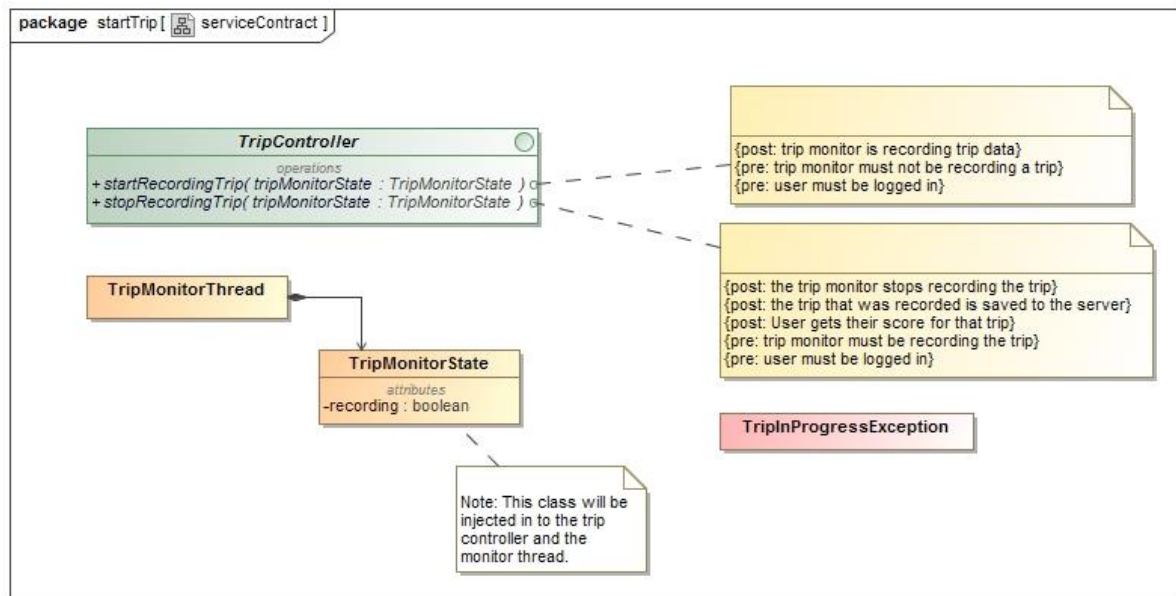 package startTrip [ serviceContract ]
TripController
operations
+ startRecordingTrip( tripMonitorState : TripMonitorState )
+ stopRecordingTrip( tripMonitorState : TripMonitorState )
{post: trip monitor is recording trip data}
{pre: trip monitor must not be recording a trip}
{pre: user must be logged in}
TripMonitorThread
{post: the trip monitor stops recording the trip}
{post: the trip that was recorded is saved to the server}
{post: User gets their score for that trip}
{pre: trip monitor must be recording the trip}
{pre: user must be logged in}
TripMonitorState
attributes
-recording : boolean
TripInProgressException
Note: This class will be
injected in to the trip
controller and the
monitor thread.